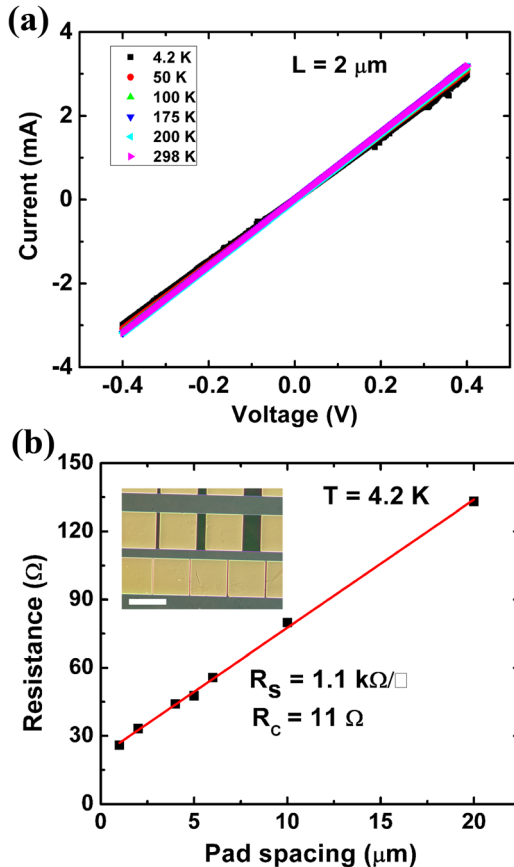 (a)
4
2
0
-2
-4
Current (mA)
4.2 K
50 K
100 K
175 K
200 K
298 K
L = 2 μm
-0.4 -0.2 0.0 0.2 0.4
Voltage (V)
(b)
150
120
90
60
30
0
Resistance (Ω)
T = 4.2 K
Rs = 1.1 kΩ/□
Rc = 11 Ω
0 5 10 15 20
Pad spacing (μm)